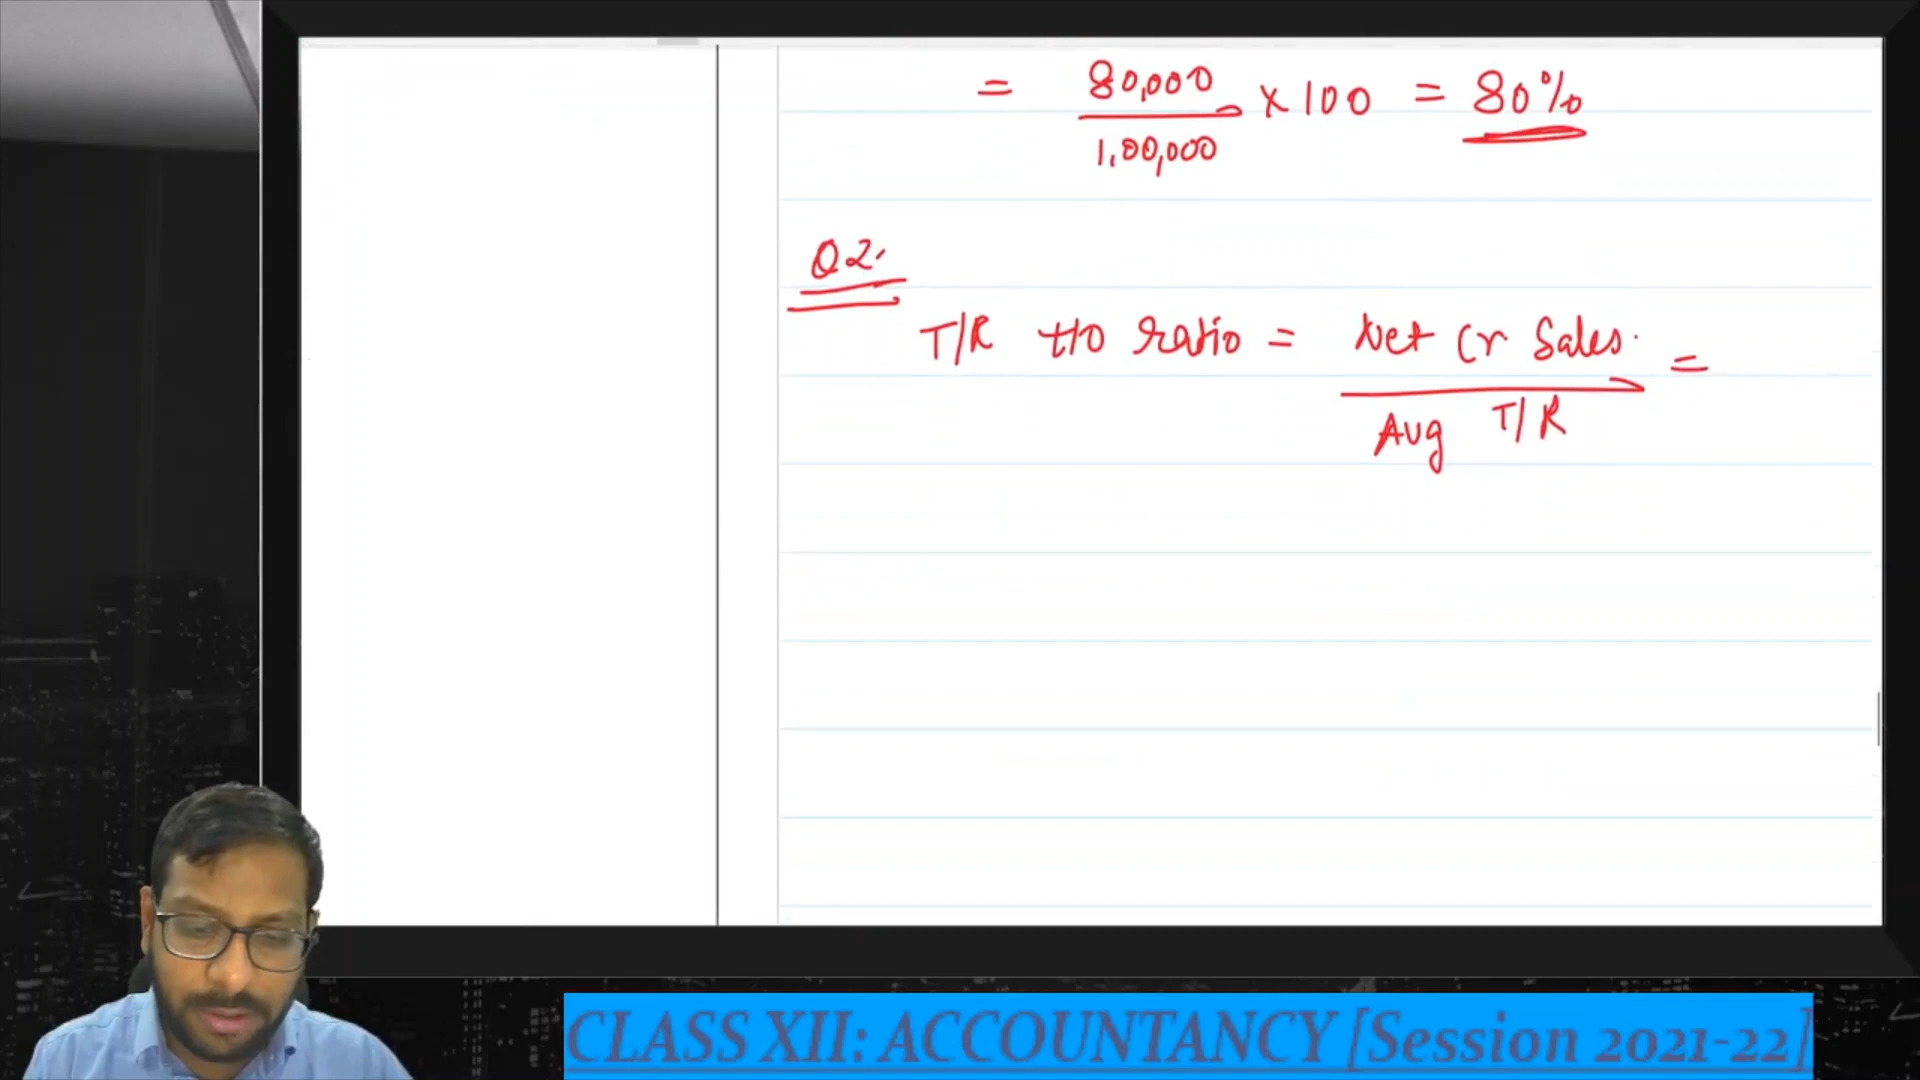 = 80,000 / 1,00,000 × 100 = 80%
Q2.
T/R t/o ratio = Net Cr Sales. / Avg T/R =
CLASS XII: ACCOUNTANCY [Session 2021-22]